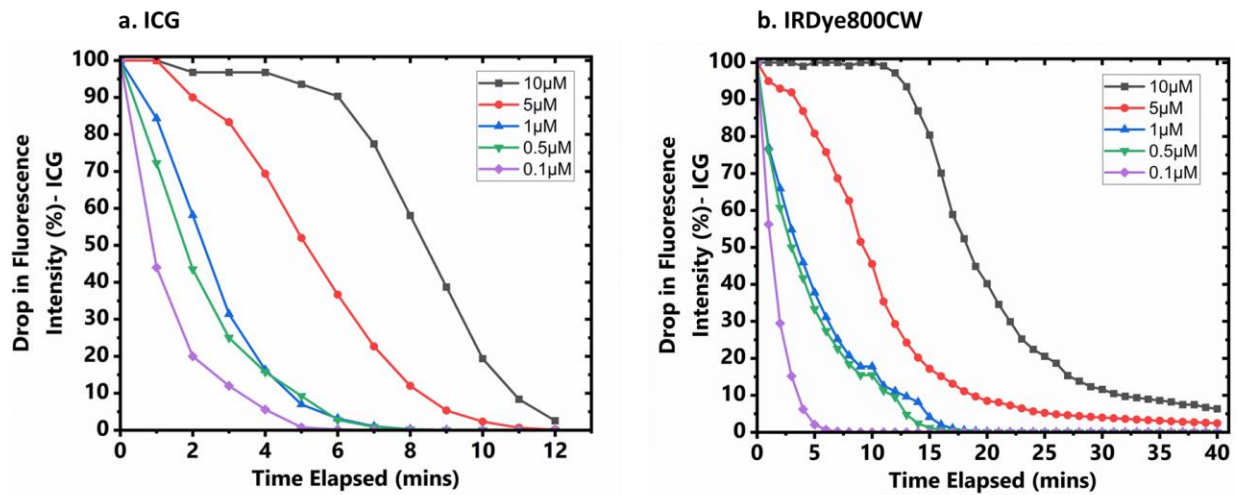 a. ICG
Drop in Fluorescence
Intensity (%)- ICG
100
90
80
70
60
50
40
30
20
10
0
10μM
5μM
1μM
0.5μM
0.1μM
0 2 4 6 8 10 12
Time Elapsed (mins)
b. IRDye800CW
Drop in Fluorescence
Intensity (%)- ICG
100
90
80
70
60
50
40
30
20
10
0
10μM
5μM
1μM
0.5μM
0.1μM
0 5 10 15 20 25 30 35 40
Time Elapsed (mins)